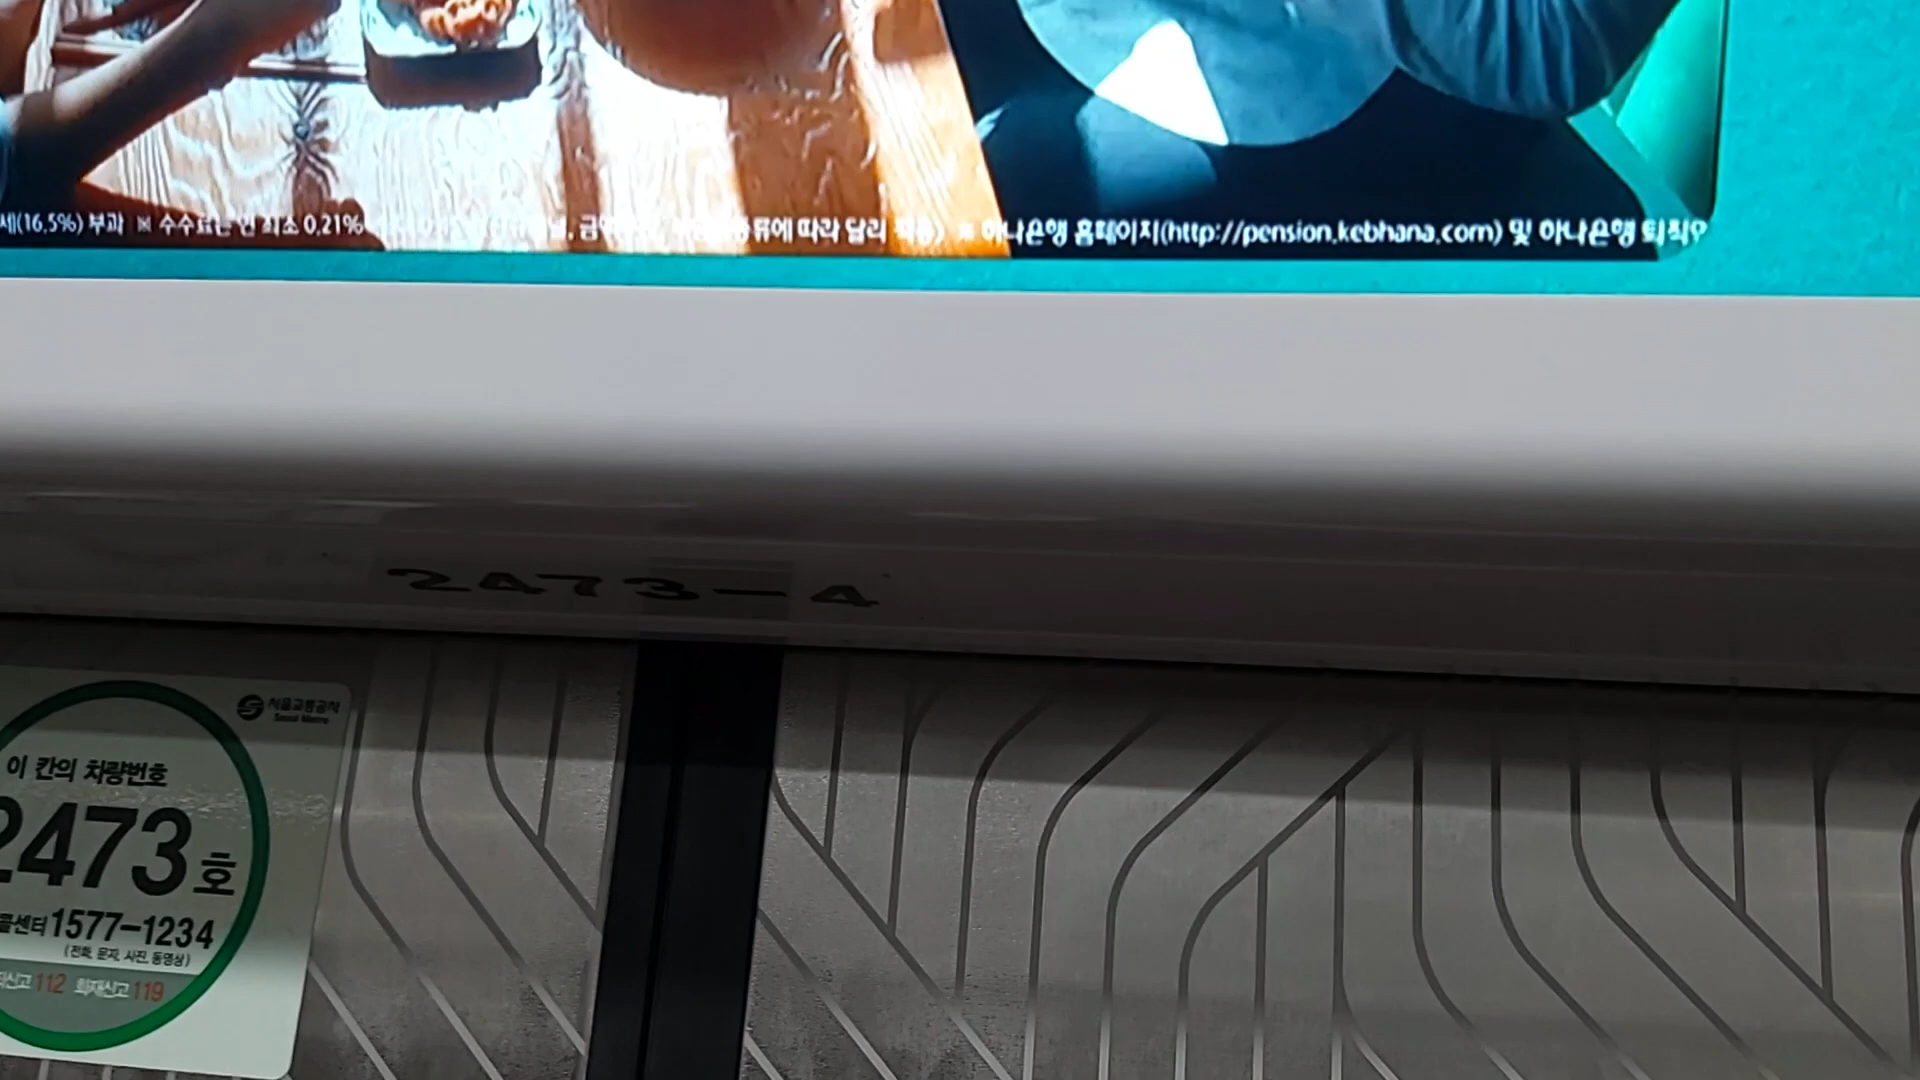 세(16.5%) 부과 ※ 수수료는 연 최소 0.21%
금
종류에 따라 달리 적용) ※ 하나은행 홈페이지(http://pension.kebhana.com) 및 하나은행 퇴직
2473-4
서울교통공사
Seoul Metro
이 칸의 차량번호
2473호
콜센터 1577-1234
(전화, 문자, 사진, 동영상)
112 화재신고 119